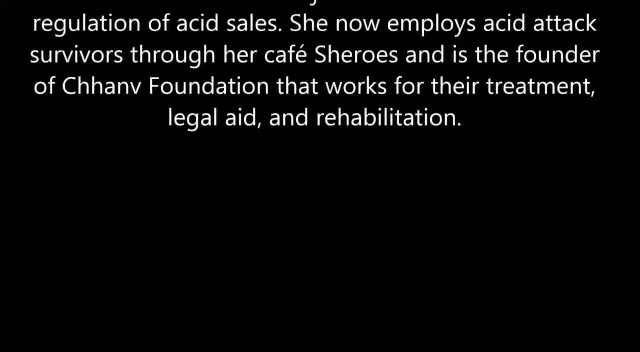 regulation of acid sales. She now employs acid attack
survivors through her café Sheroes and is the founder
of Chhanv Foundation that works for their treatment,
legal aid, and rehabilitation.